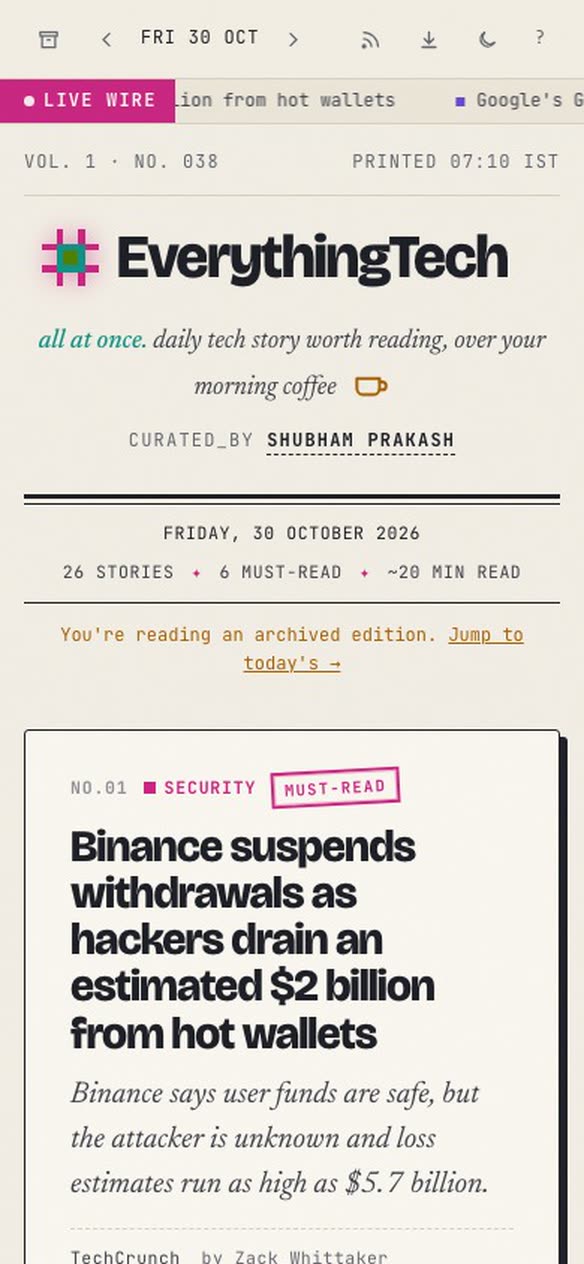 FRI 30 OCT
?
LIVE WIRE
ion from hot wallets
Google's G
VOL. 1 · NO. 038
PRINTED 07:10 IST
EverythingTech
all at once. daily tech story worth reading, over your
morning coffee
CURATED_BY SHUBHAM PRAKASH
FRIDAY, 30 OCTOBER 2026
26 STORIES ✦ 6 MUST-READ ✦ ~20 MIN READ
You're reading an archived edition. Jump to
today's →
NO.01 SECURITY MUST-READ
Binance suspends
withdrawals as
hackers drain an
estimated $2 billion
from hot wallets
Binance says user funds are safe, but
the attacker is unknown and loss
estimates run as high as $5.7 billion.
TechCrunch by Zack Whittaker